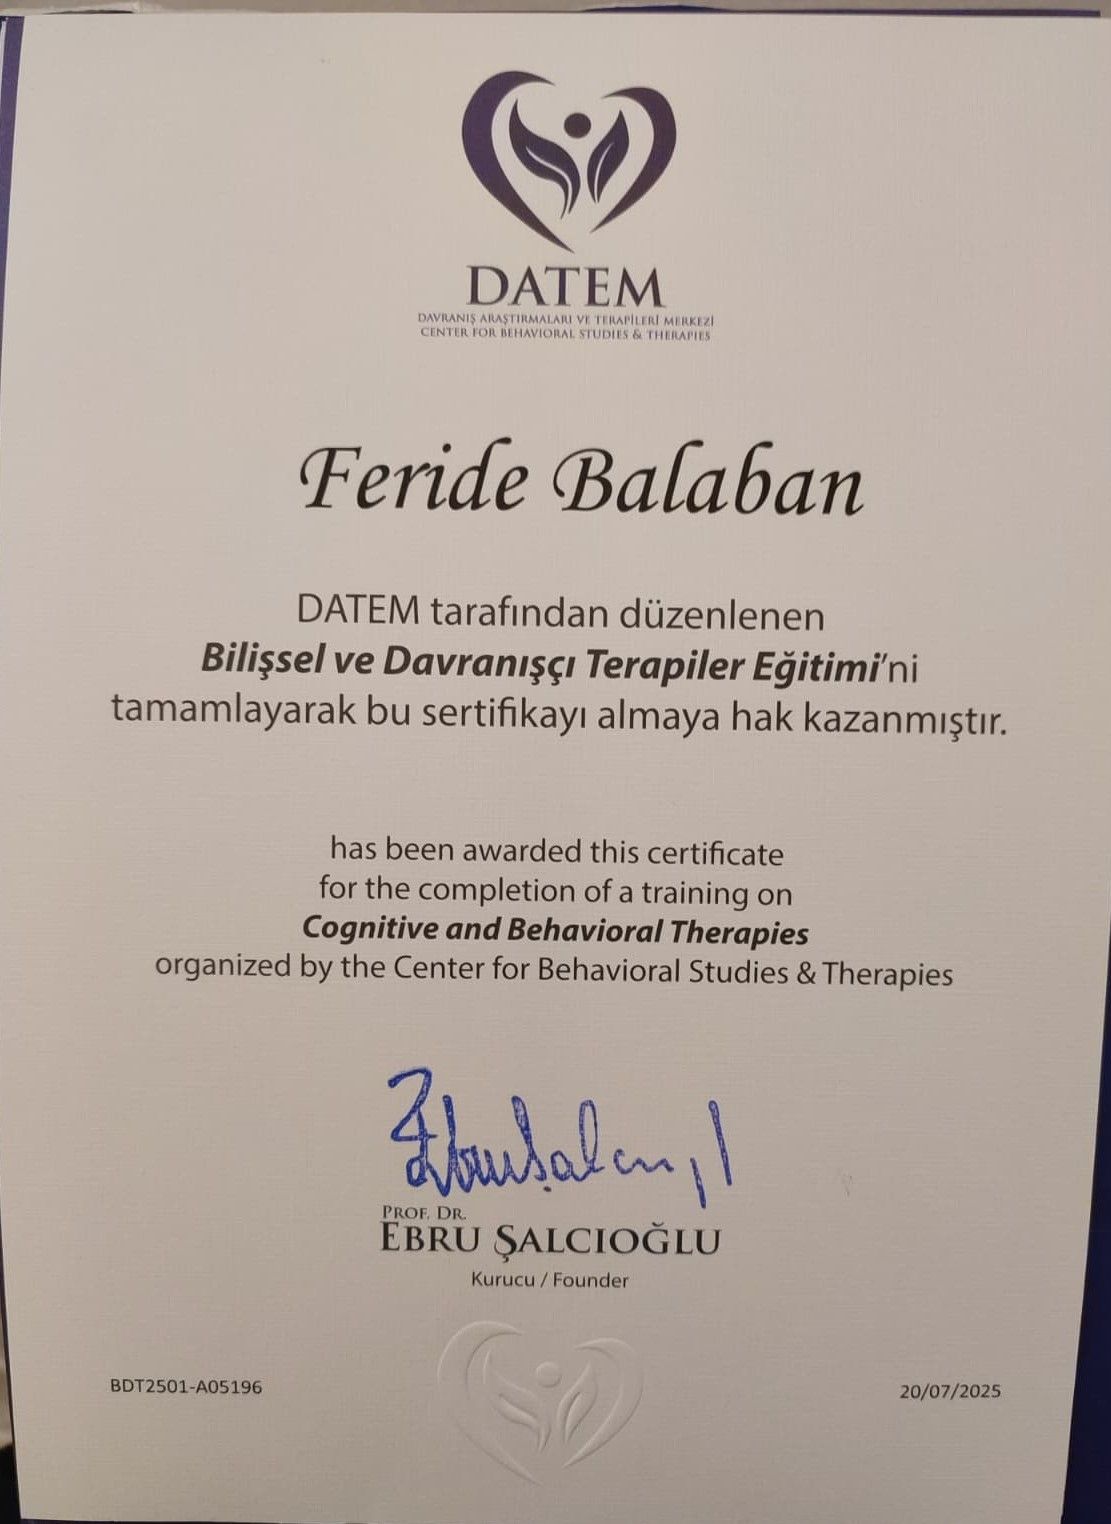 DATEM
DAVRANIŞ ARAŞTIRMALARI VE TERAPİLERİ MERKEZİ
CENTER FOR BEHAVIORAL STUDIES & THERAPIES
Feride Balaban
DATEM tarafından düzenlenen
Bilişsel ve Davranışçı Terapiler Eğitimi'ni
tamamlayarak bu sertifikayı almaya hak kazanmıştır.
has been awarded this certificate
for the completion of a training on
Cognitive and Behavioral Therapies
organized by the Center for Behavioral Studies & Therapies
PROF. DR.
EBRU ŞALCIOĞLU
Kurucu / Founder
BDT2501-A05196
20/07/2025